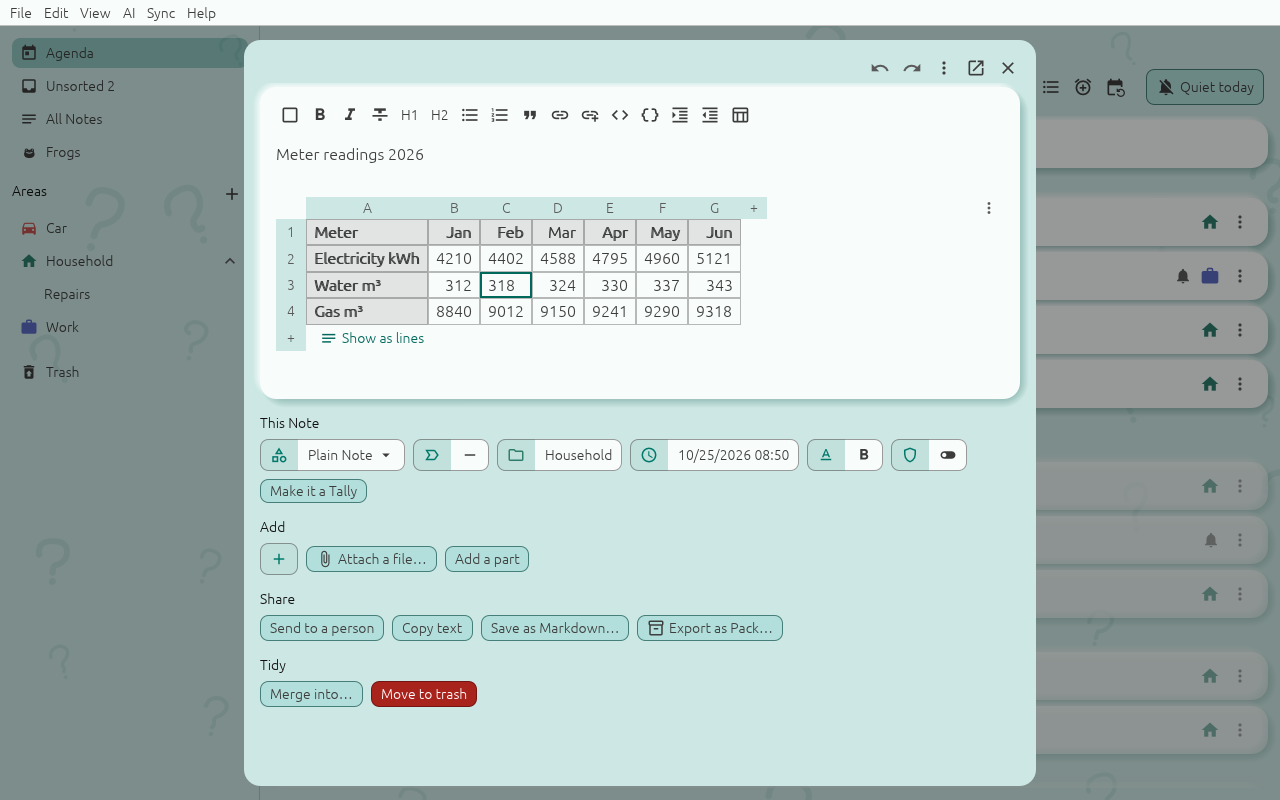 File Edit View AI Sync Help
Agenda
Unsorted 2
All Notes
Frogs
Areas
Car
Household
Repairs
Work
Trash
Quiet today
B I H1 H2
Meter readings 2026
A B C D E F G +
1 Meter Jan Feb Mar Apr May Jun
2 Electricity kWh 4210 4402 4588 4795 4960 5121
3 Water m³ 312 318 324 330 337 343
4 Gas m³ 8840 9012 9150 9241 9290 9318
+ Show as lines
This Note
Plain Note Household 10/25/2026 08:50 A B
Make it a Tally
Add
Attach a file... Add a part
Share
Send to a person Copy text Save as Markdown... Export as Pack...
Tidy
Merge into... Move to trash